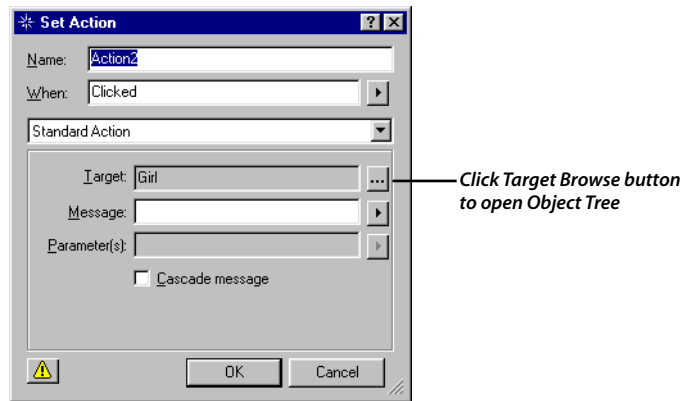 Set Action
Name: Action2
When: Clicked
Standard Action
Target: Girl ...
Click Target Browse button
to open Object Tree
Message:
Parameter(s):
Cascade message
OK Cancel